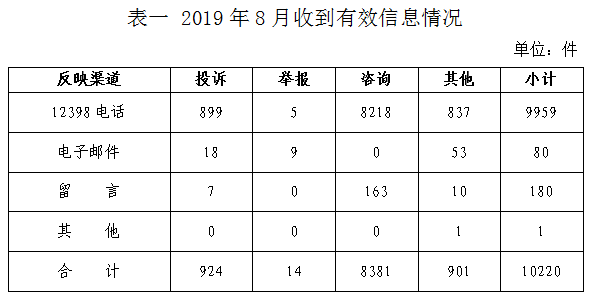 表一 2019 年 8 月收到有效信息情况
单位: 件
反映渠道 投诉 举报 咨询 其他 小计
12398 电话 899 5 8218 837 9959
电子邮件 18 9 0 53 80
留 言 7 0 163 10 180
其 他 0 0 0 1 1
合 计 924 14 8381 901 10220